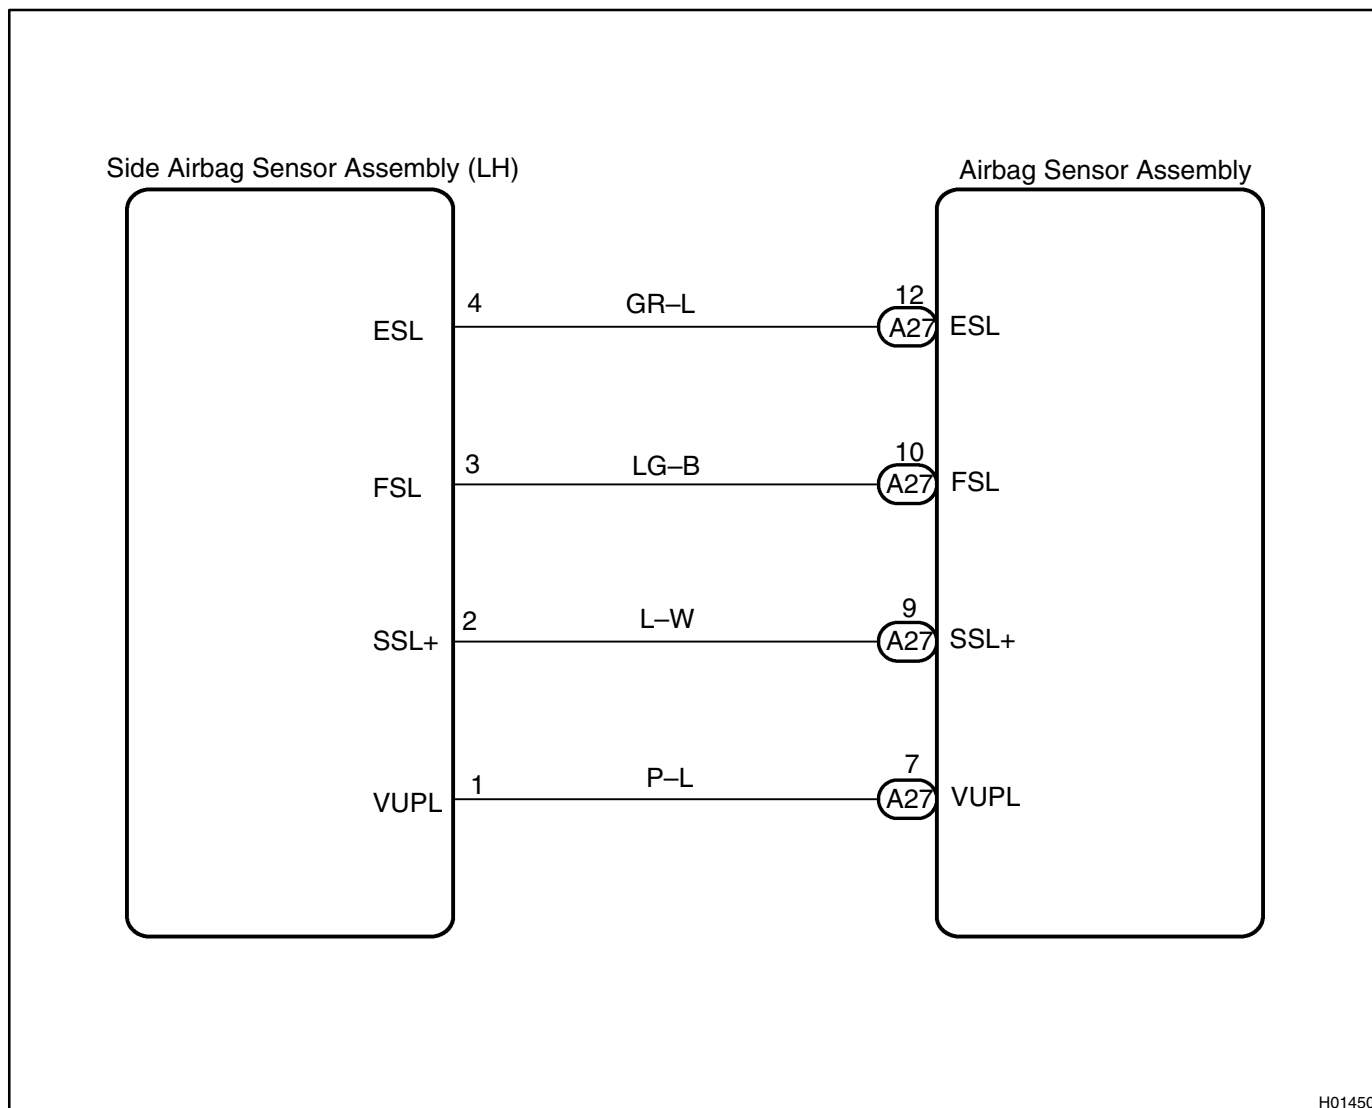 Side Airbag Sensor Assembly (LH)
Airbag Sensor Assembly
ESL 4 GR–L 12 A27 ESL
FSL 3 LG–B 10 A27 FSL
SSL+ 2 L–W 9 A27 SSL+
VUPL 1 P–L 7 A27 VUPL
H01450